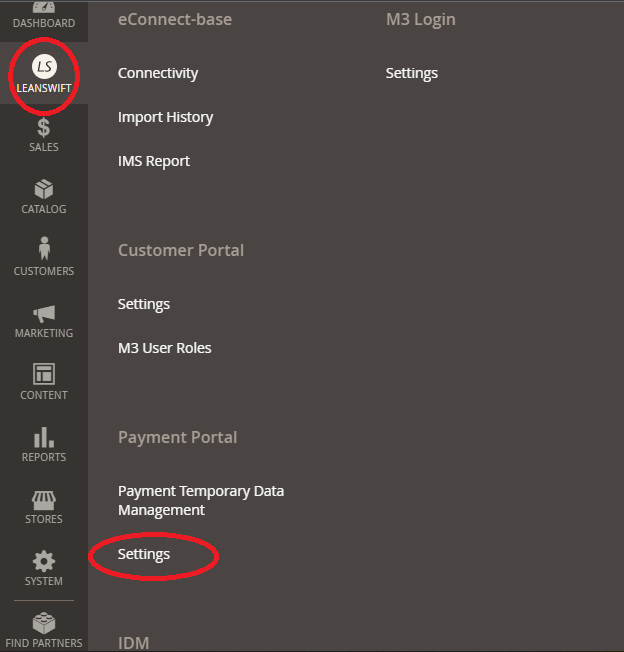 DASHBOARD
LS
LEANSWIFT
$
SALES
CATALOG
CUSTOMERS
MARKETING
CONTENT
REPORTS
STORES
SYSTEM
FIND PARTNERS
eConnect-base
Connectivity
Import History
IMS Report
Customer Portal
Settings
M3 User Roles
Payment Portal
Payment Temporary Data
Management
Settings
IDM
M3 Login
Settings